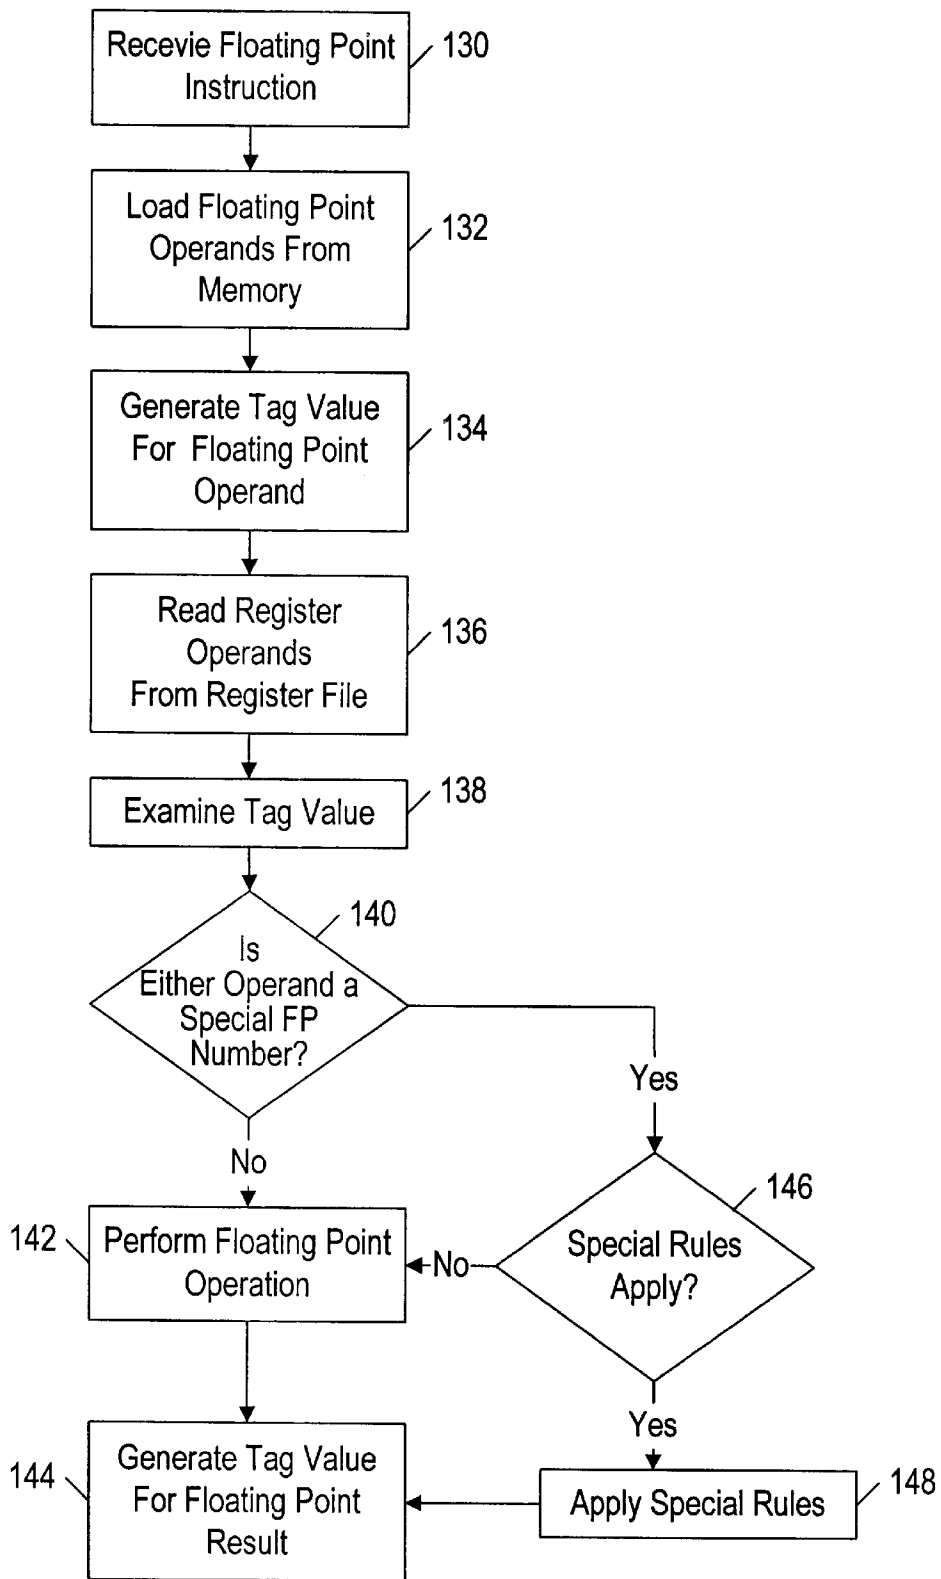 Recevie Floating Point
Instruction
130
Load Floating Point
Operands From
Memory
132
Generate Tag Value
For Floating Point
Operand
134
Read Register
Operands
From Register File
136
Examine Tag Value
138
140
Is
Either Operand a
Special FP
Number?
Yes
No
146
Special Rules
Apply?
No
142
Perform Floating Point
Operation
Yes
144
Generate Tag Value
For Floating Point
Result
Apply Special Rules
148